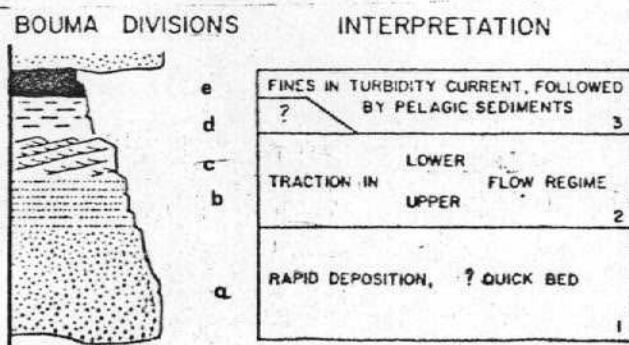 BOUMA DIVISIONS
INTERPRETATION
e
d
c
b
a
FINES IN TURBIDITY CURRENT, FOLLOWED
? BY PELAGIC SEDIMENTS
3
LOWER
TRACTION IN FLOW REGIME
UPPER
2
RAPID DEPOSITION, ? QUICK BED
1